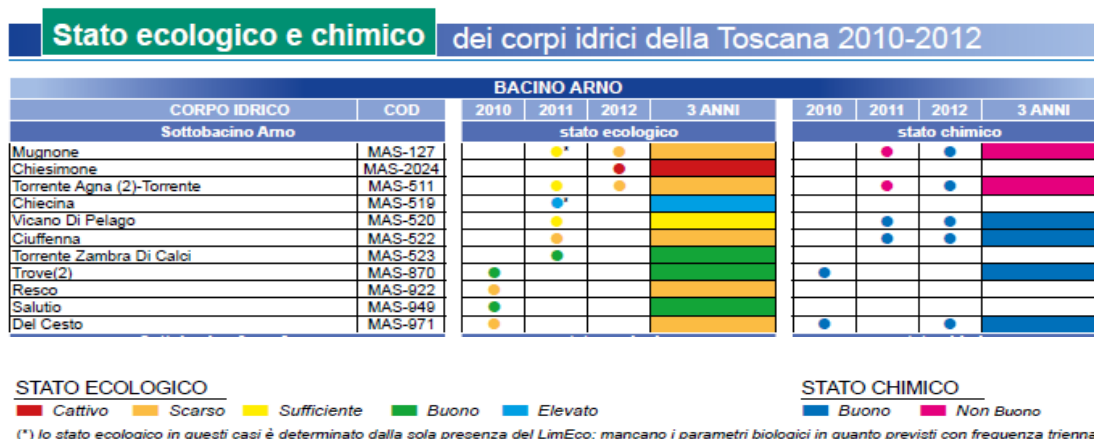 Stato ecologico e chimico dei corpi idrici della Toscana 2010-2012
BACINO ARNO
CORPO IDRICO COD 2010 2011 2012 3 ANNI 2010 2011 2012 3 ANNI
Sottobacino Arno stato ecologico stato chimico
Mugnone MAS-127 *
Chiesimone MAS-2024
Torrente Agna (2)-Torrente MAS-511
Chiecina MAS-519 *
Vicano Di Pelago MAS-520
Ciuffenna MAS-522
Torrente Zambra Di Calci MAS-523
Trove(2) MAS-870
Resco MAS-922
Salutio MAS-949
Del Cesto MAS-971
STATO ECOLOGICO STATO CHIMICO
Cattivo Scarso Sufficiente Buono Elevato Buono Non Buono
(*) lo stato ecologico in questi casi è determinato dalla sola presenza del LimEco: mancano i parametri biologici in quanto previsti con frequenza trienna